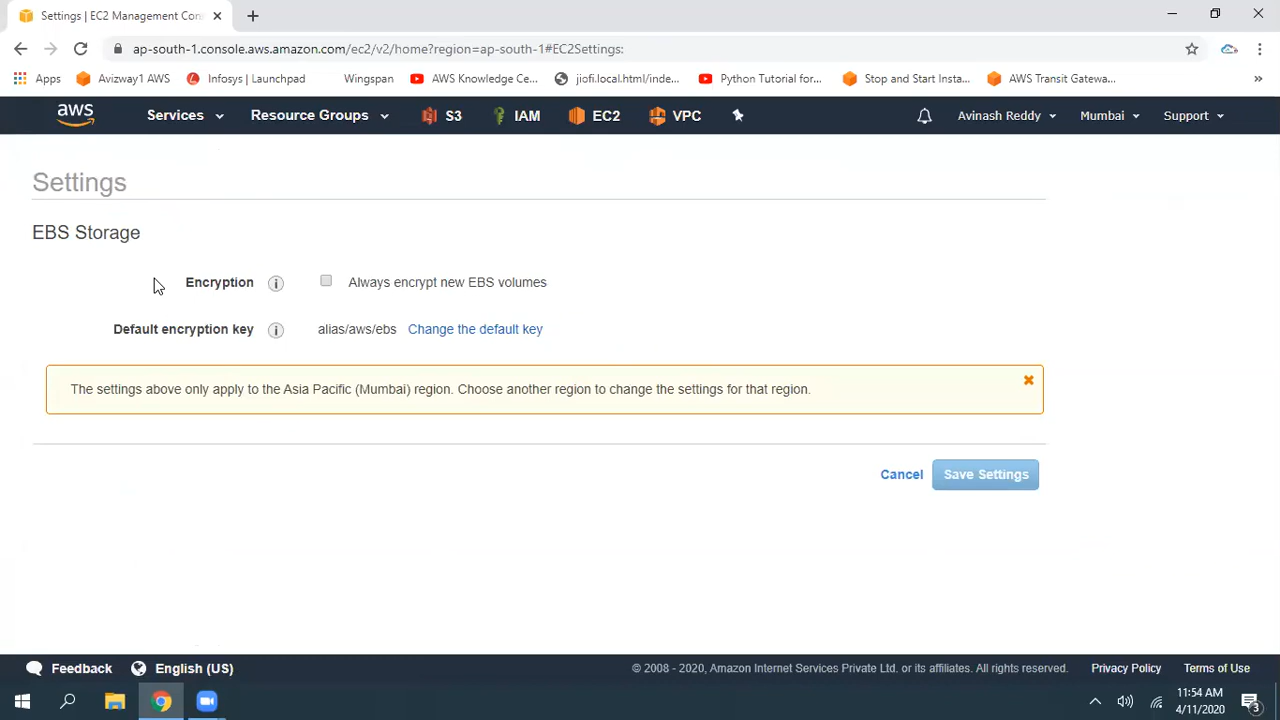 Settings | EC2 Management Con
ap-south-1.console.aws.amazon.com/ec2/v2/home?region=ap-south-1#EC2Settings:
Apps Avizway1 AWS Infosys | Launchpad Wingspan AWS Knowledge Ce... jiofi.local.html/inde... Python Tutorial for... Stop and Start Insta... AWS Transit Gatewa... »
aws Services Resource Groups S3 IAM EC2 VPC Avinash Reddy Mumbai Support
Settings
EBS Storage
Encryption i Always encrypt new EBS volumes
Default encryption key i alias/aws/ebs Change the default key
The settings above only apply to the Asia Pacific (Mumbai) region. Choose another region to change the settings for that region.
Cancel Save Settings
Feedback English (US) © 2008 - 2020, Amazon Internet Services Private Ltd. or its affiliates. All rights reserved. Privacy Policy Terms of Use
11:54 AM
4/11/2020 3